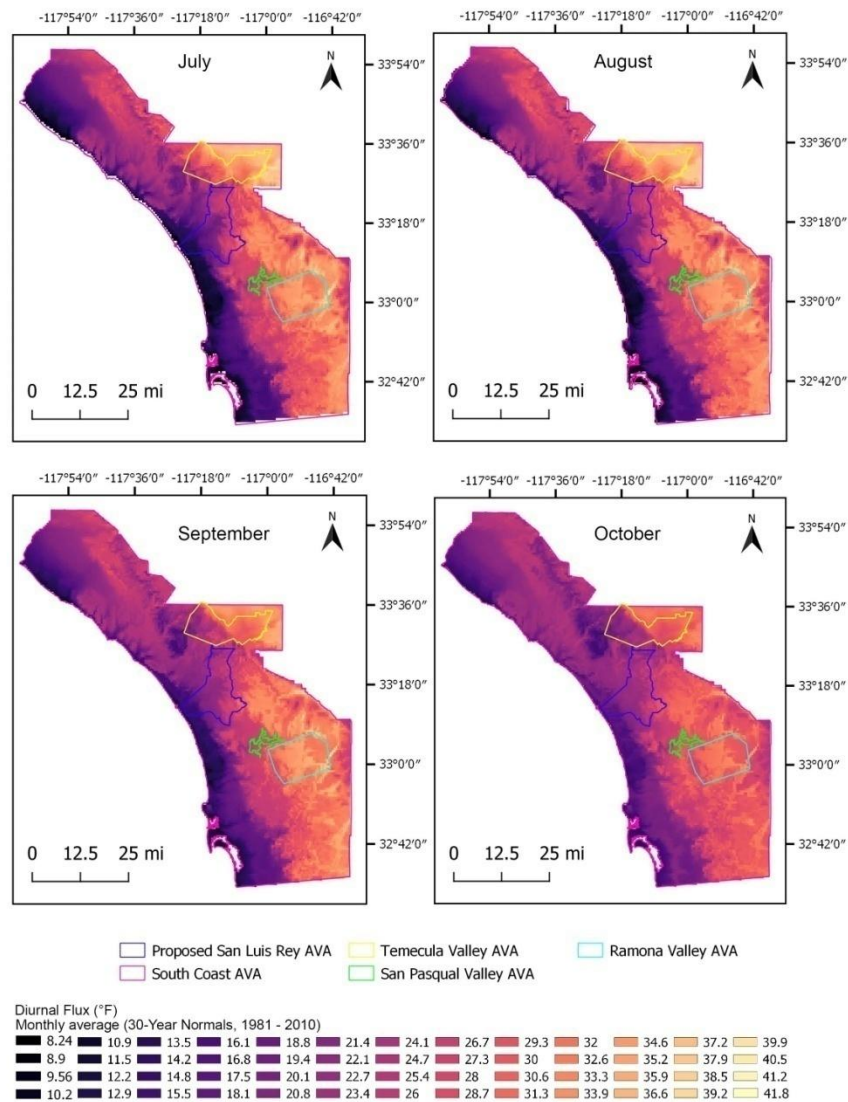 -117°54′0″ -117°36′0″ -117°18′0″ -117°0′0″ -116°42′0″
-117°54′0″ -117°36′0″ -117°18′0″ -117°0′0″ -116°42′0″
July
N
33°54′0″
33°36′0″
33°18′0″
33°0′0″
32°42′0″
0 12.5 25 mi
August
N
33°54′0″
33°36′0″
33°18′0″
33°0′0″
32°42′0″
0 12.5 25 mi
-117°54′0″ -117°36′0″ -117°18′0″ -117°0′0″ -116°42′0″
-117°54′0″ -117°36′0″ -117°18′0″ -117°0′0″ -116°42′0″
September
N
33°54′0″
33°36′0″
33°18′0″
33°0′0″
32°42′0″
0 12.5 25 mi
October
N
33°54′0″
33°36′0″
33°18′0″
33°0′0″
32°42′0″
0 12.5 25 mi
Proposed San Luis Rey AVA Temecula Valley AVA Ramona Valley AVA
South Coast AVA San Pasqual Valley AVA
Diurnal Flux (°F)
Monthly average (30-Year Normals, 1981 - 2010)
8.24 10.9 13.5 16.1 18.8 21.4 24.1 26.7 29.3 32 34.6 37.2 39.9
8.9 11.5 14.2 16.8 19.4 22.1 24.7 27.3 30 32.6 35.2 37.9 40.5
9.56 12.2 14.8 17.5 20.1 22.7 25.4 28 30.6 33.3 35.9 38.5 41.2
10.2 12.9 15.5 18.1 20.8 23.4 26 28.7 31.3 33.9 36.6 39.2 41.8